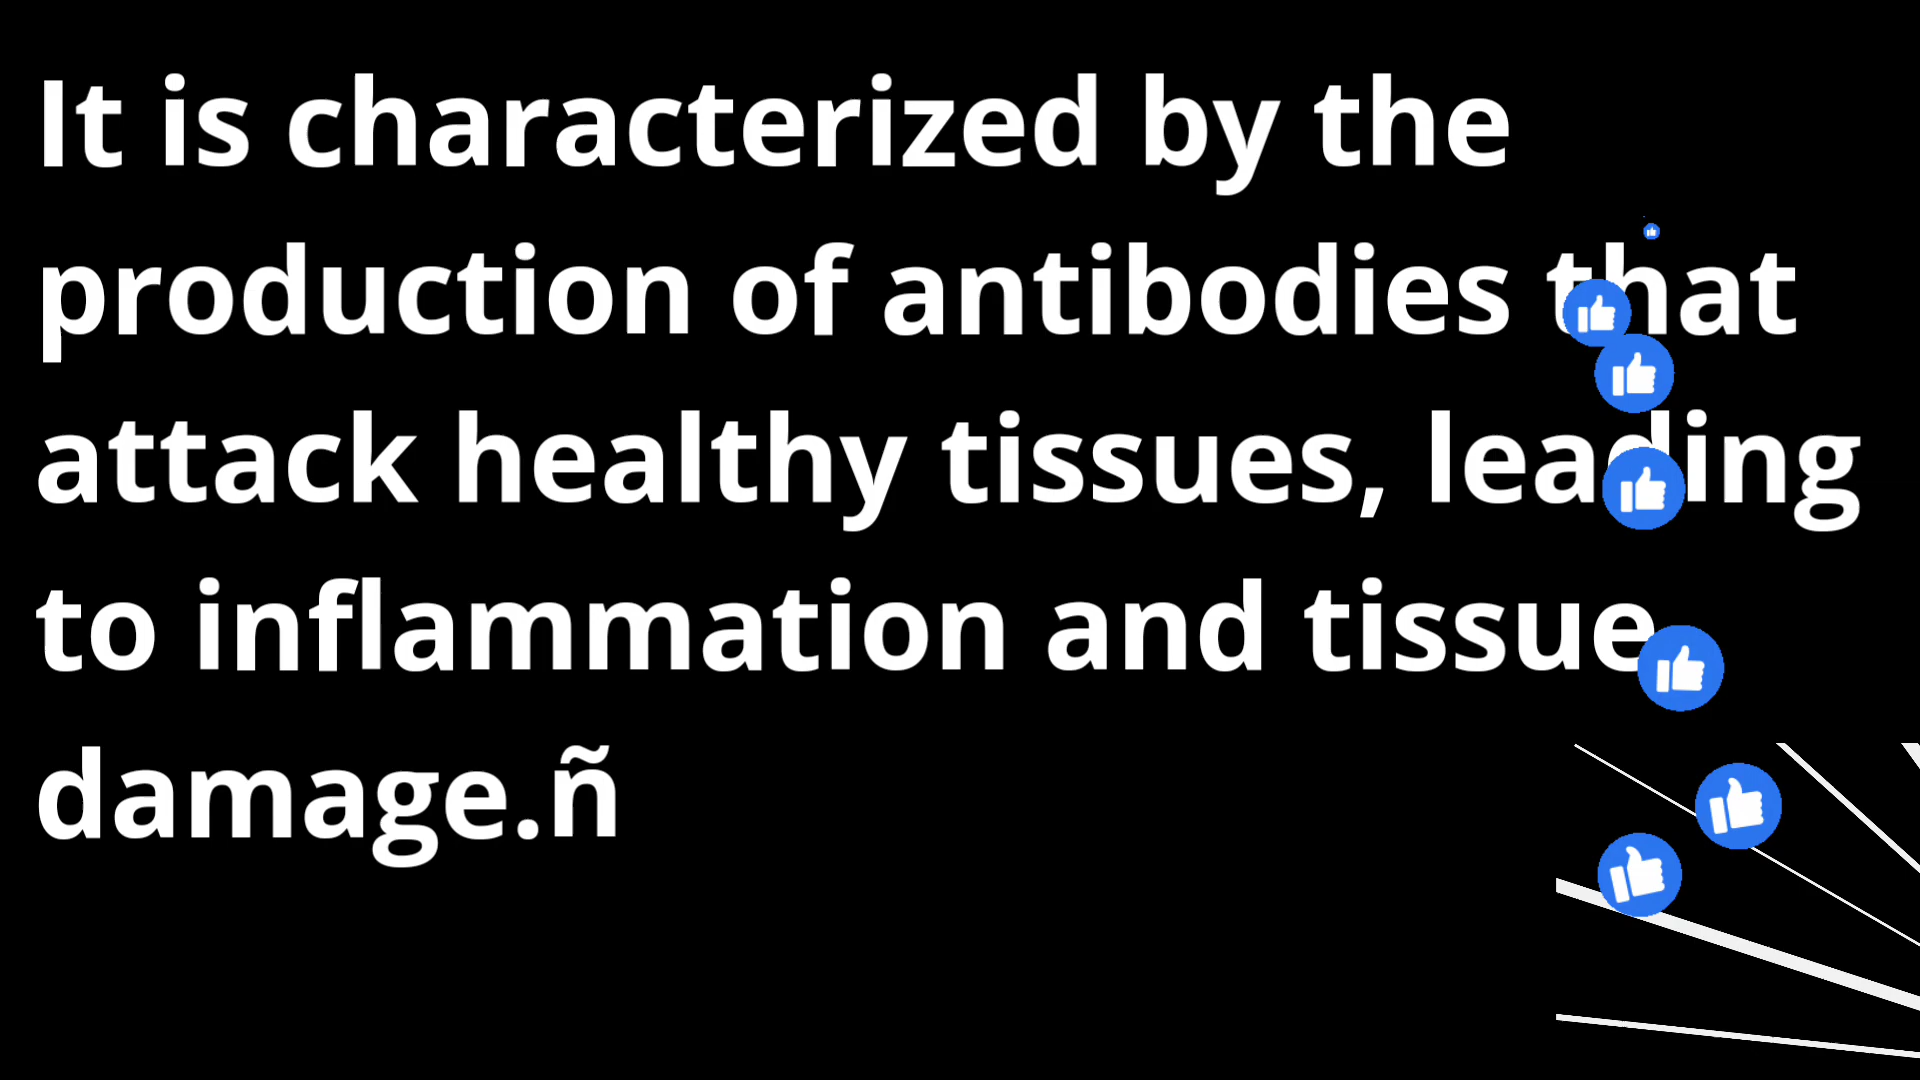 It is characterized by the
production of antibodies that
attack healthy tissues, leading
to inflammation and tissue
damage.ñ